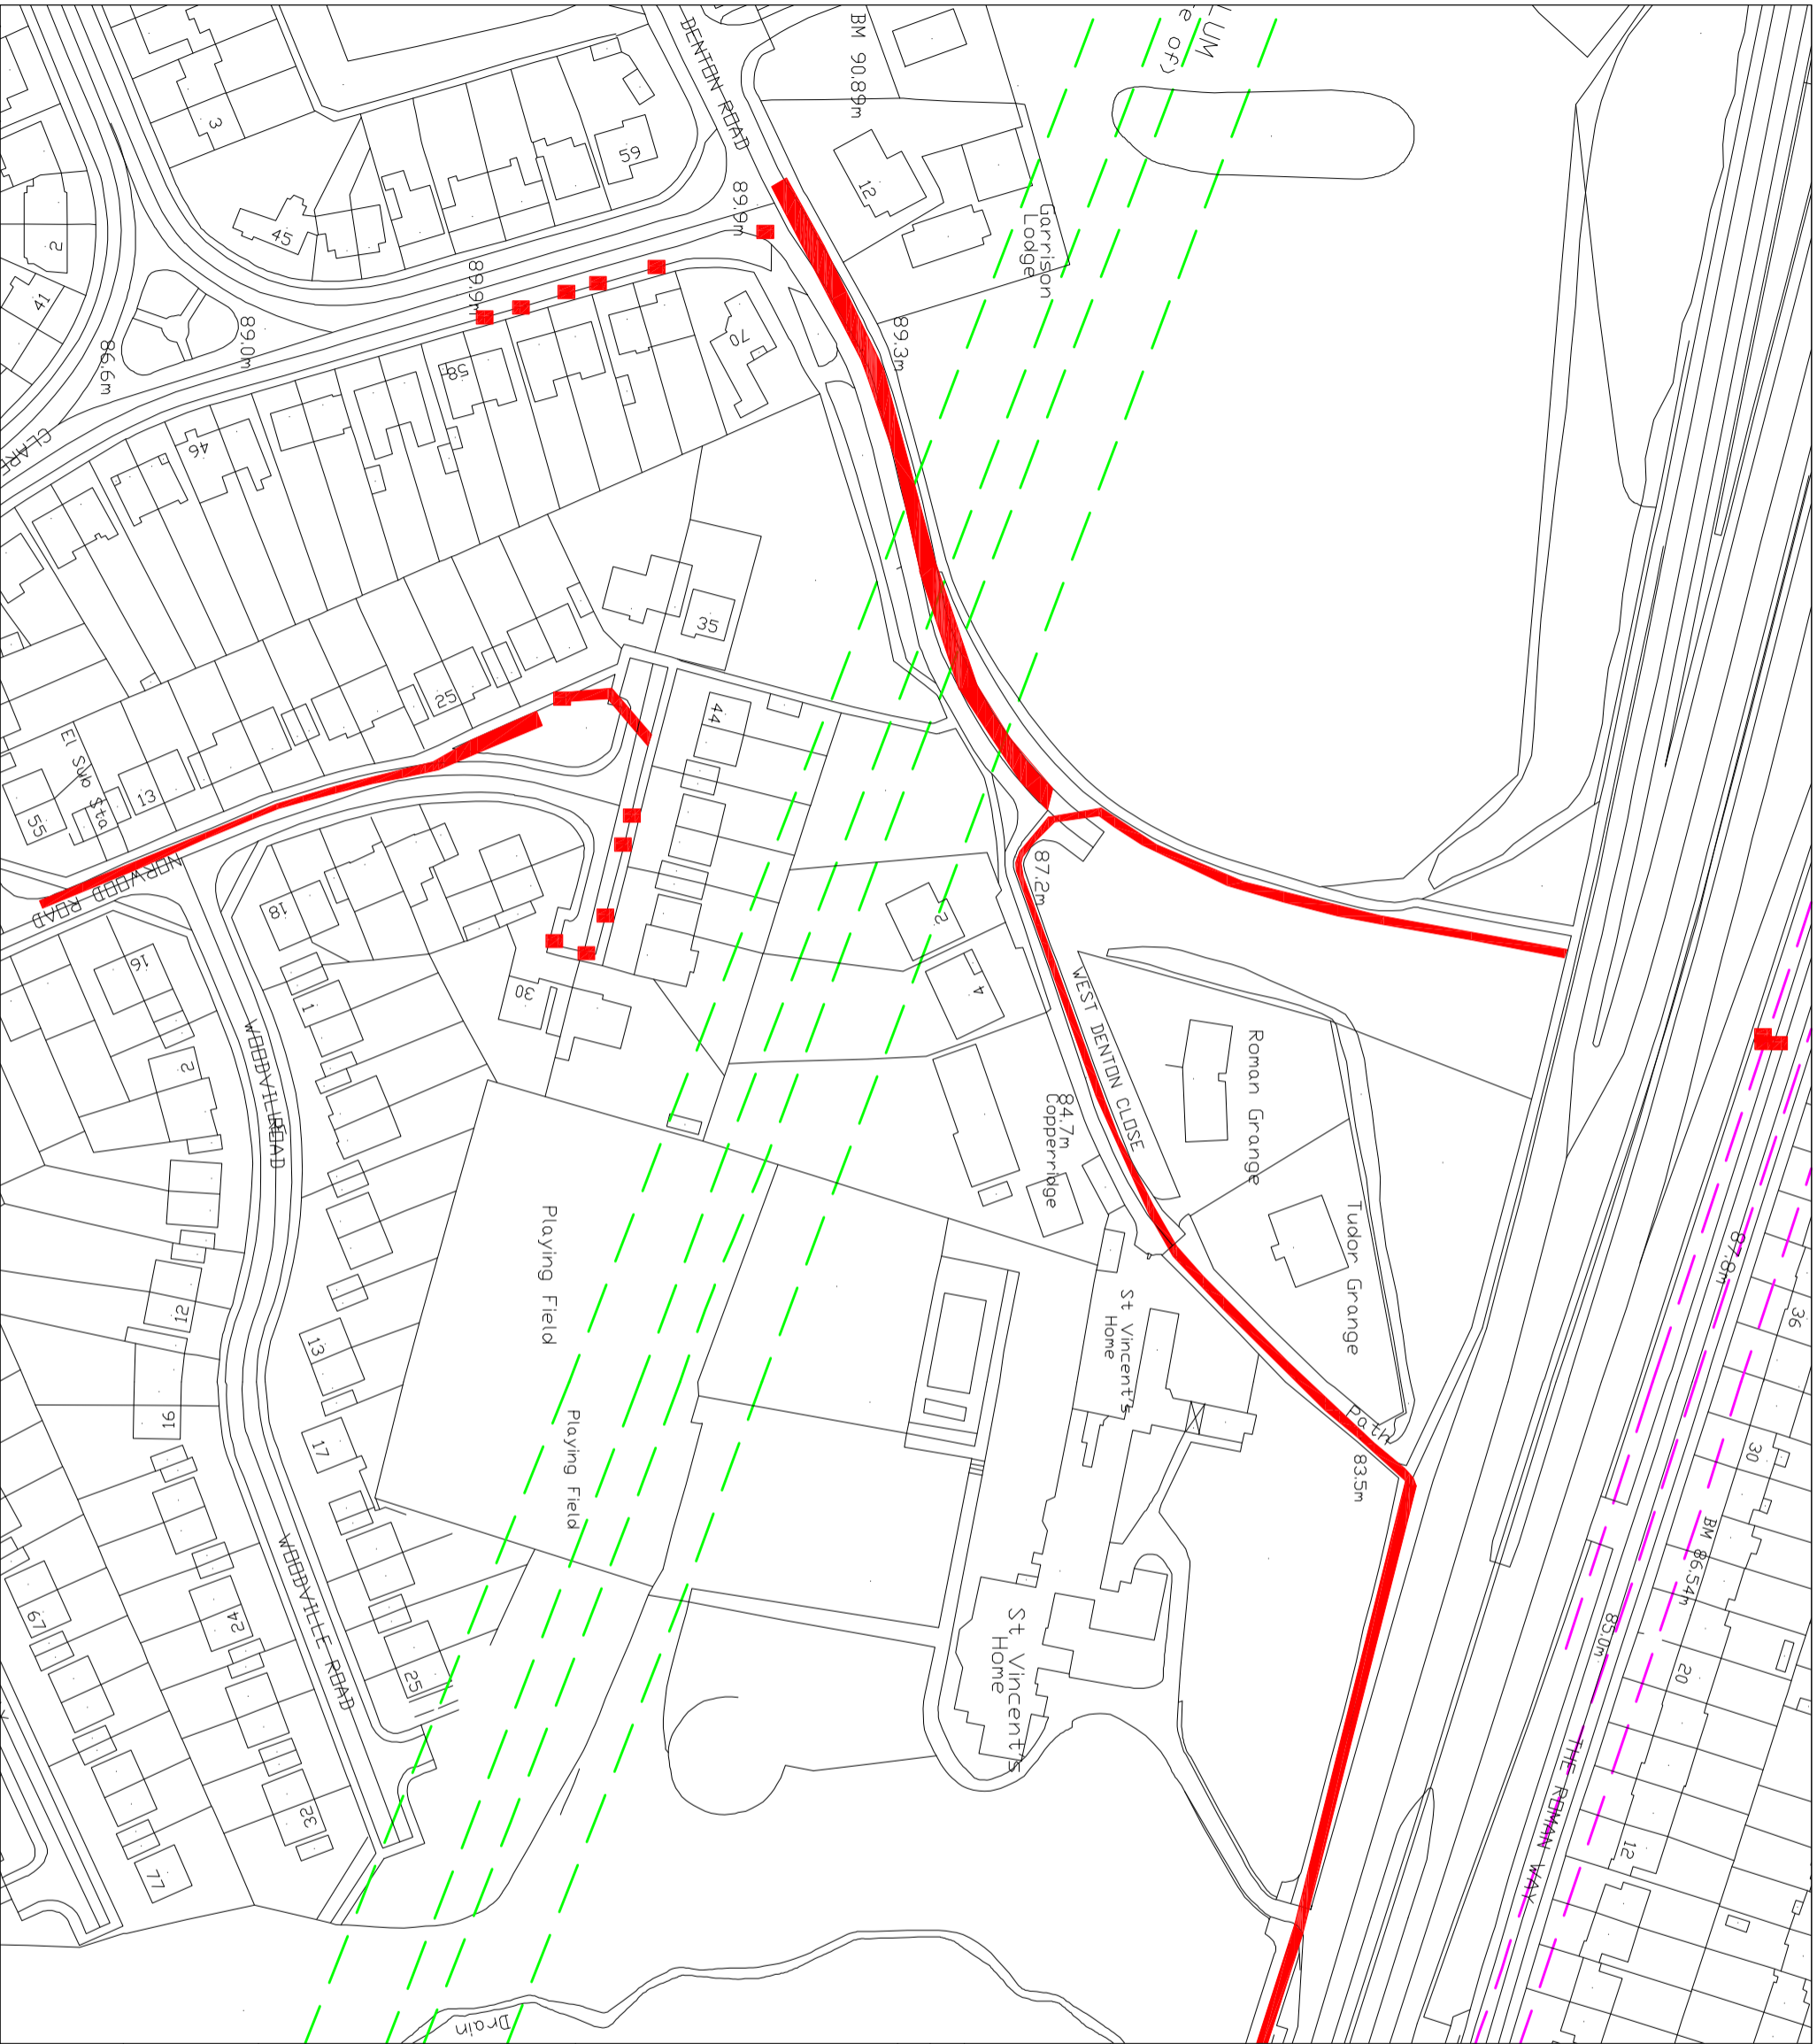 LUM
e of)
BM 90.89m
DENTON ROAD
3
59
12
89.9m
Garrison
Lodge
45
2
41
89.9m
89.0m
86.6m
89.3m
70
58
46
35
44
25
El Sub Sta
13
55
NORWOOD ROAD
87.2m
18
2
16
30
4
WEST DENTON CLOSE
Roman Grange
1
2
WOODVILLE
ROAD
84.7m
Copperridge
Tudor Grange
87.8m
36
Playing Field
St Vincent's
Home
12
13
Playing Field
16
17
Path
83.5m
30
BM 86.54m
85.0m
20
St Vincent's
Home
67
24
WOODVILLE ROAD
25
THE ROMAN WAY
32
12
77
Drain